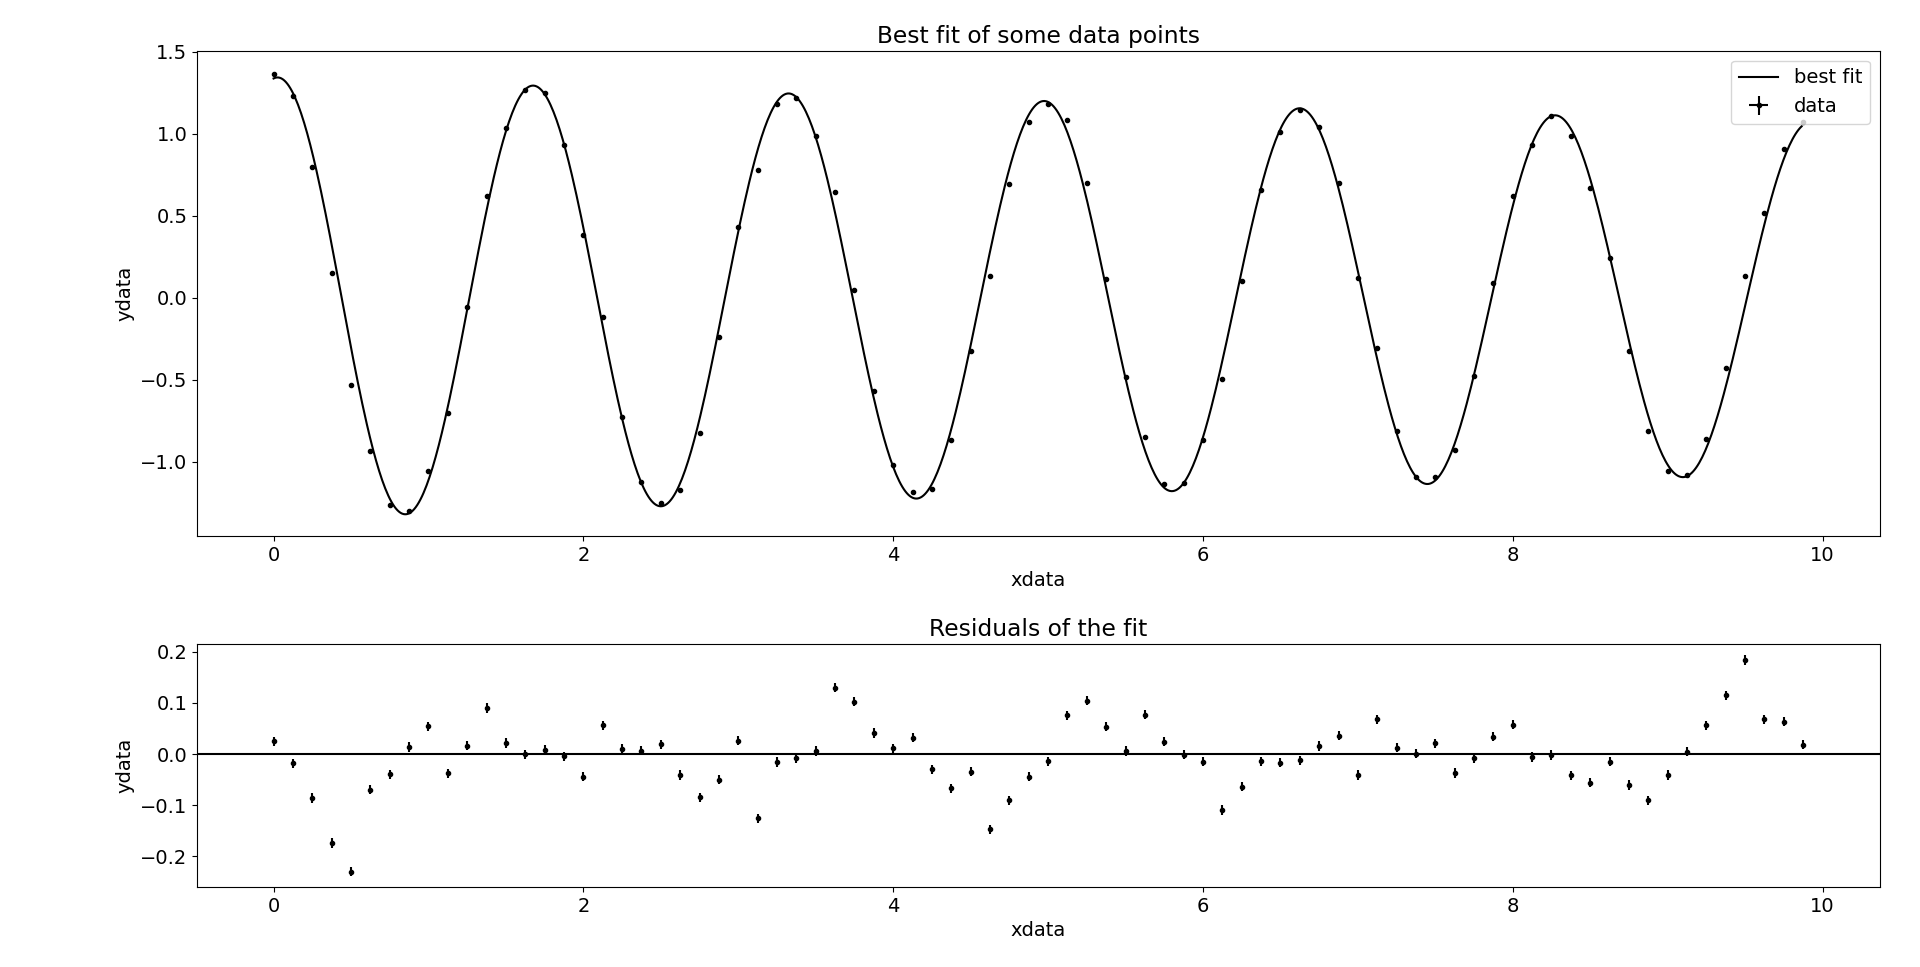 Best fit of some data points
1.5
1.0
0.5
0.0
−0.5
−1.0
ydata
best fit
data
0 2 4 6 8 10
xdata
Residuals of the fit
0.2
0.1
0.0
−0.1
−0.2
ydata
0 2 4 6 8 10
xdata